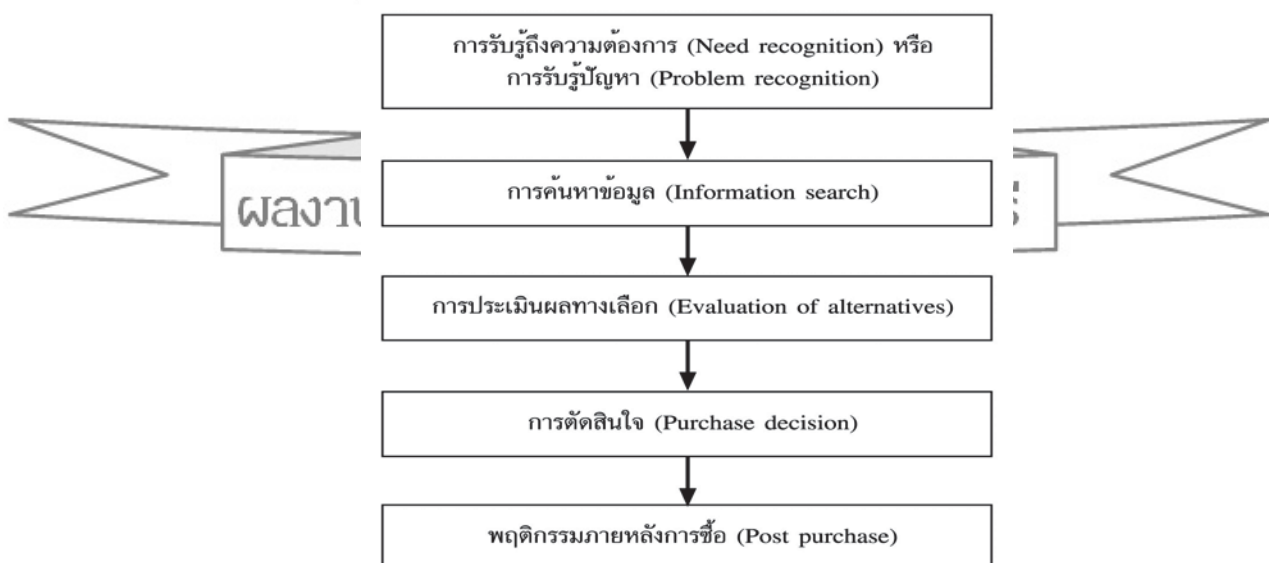 การรับรู้ถึงความต้องการ (Need recognition) หรือ
การรับรู้ปัญหา (Problem recognition)
การค้นหาข้อมูล (Information search)
การประเมินผลทางเลือก (Evaluation of alternatives)
การตัดสินใจ (Purchase decision)
พฤติกรรมภายหลังการซื้อ (Post purchase)